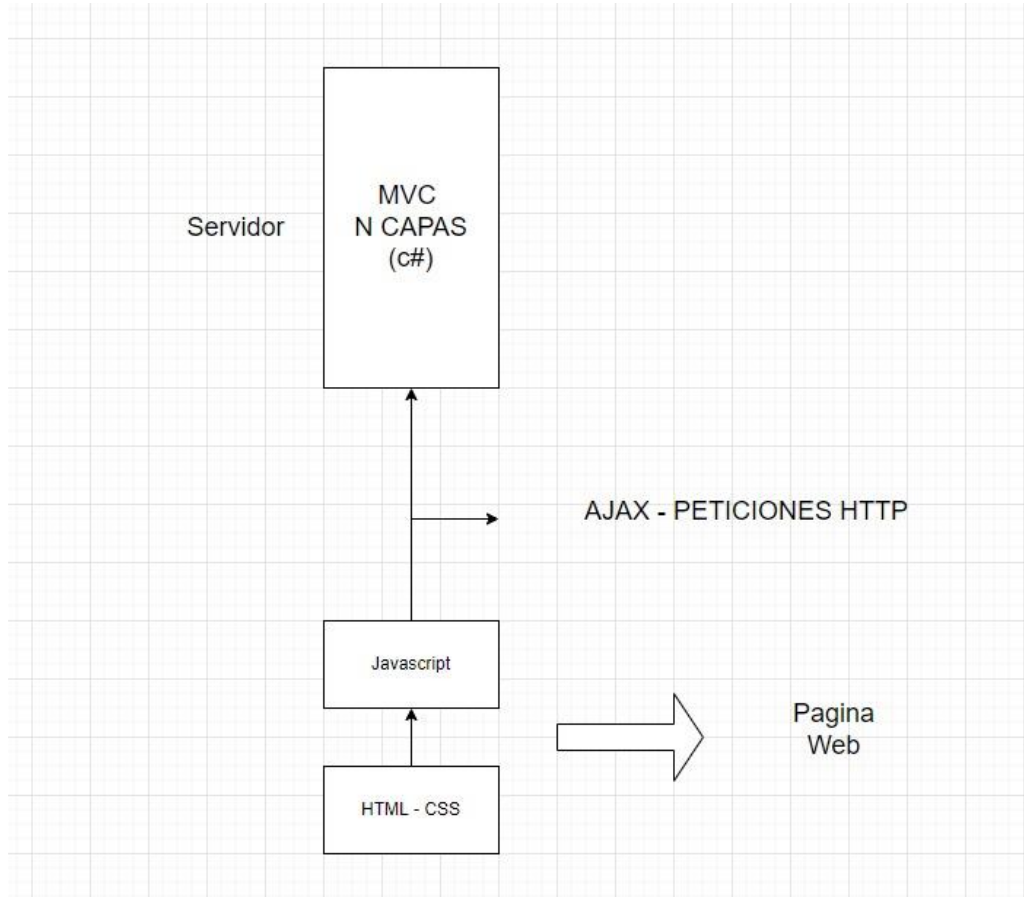 MVC
N CAPAS
(c#)
Servidor
AJAX - PETICIONES HTTP
Javascript
Pagina
Web
HTML - CSS